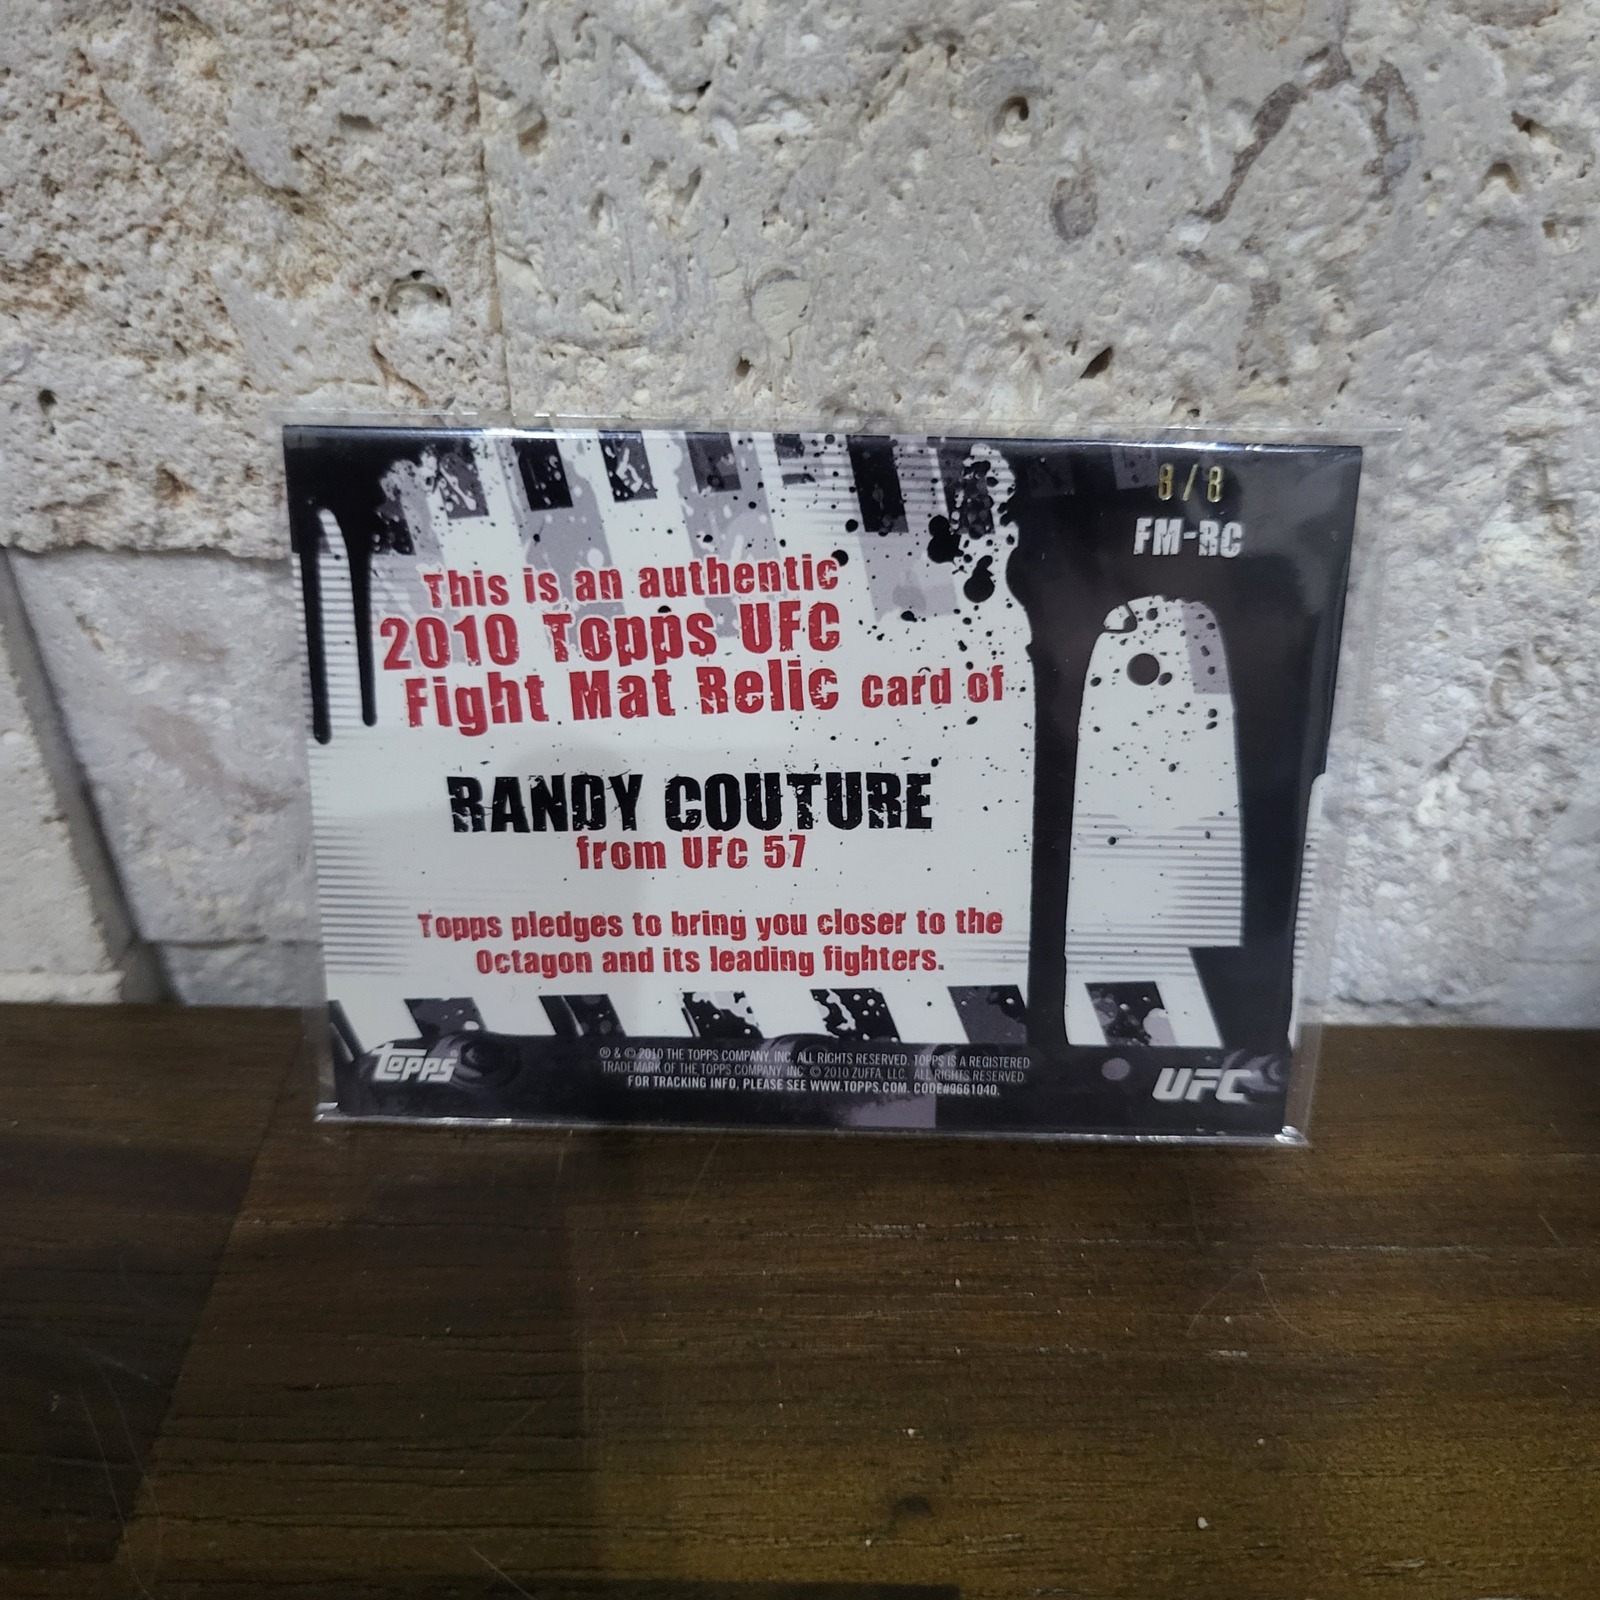 8/8
FM-RC
This is an authentic
2010 Topps UFC
Fight Mat Relic card of
RANDY COUTURE
from UFC 57
Topps pledges to bring you closer to the
Octagon and its leading fighters.
Topps
® & © 2010 THE TOPPS COMPANY, INC. ALL RIGHTS RESERVED. TOPPS IS A REGISTERED
TRADEMARK OF THE TOPPS COMPANY, INC. © 2010 ZUFFA, LLC. ALL RIGHTS RESERVED.
FOR TRACKING INFO, PLEASE SEE WWW.TOPPS.COM. CODE#9661040.
UFC